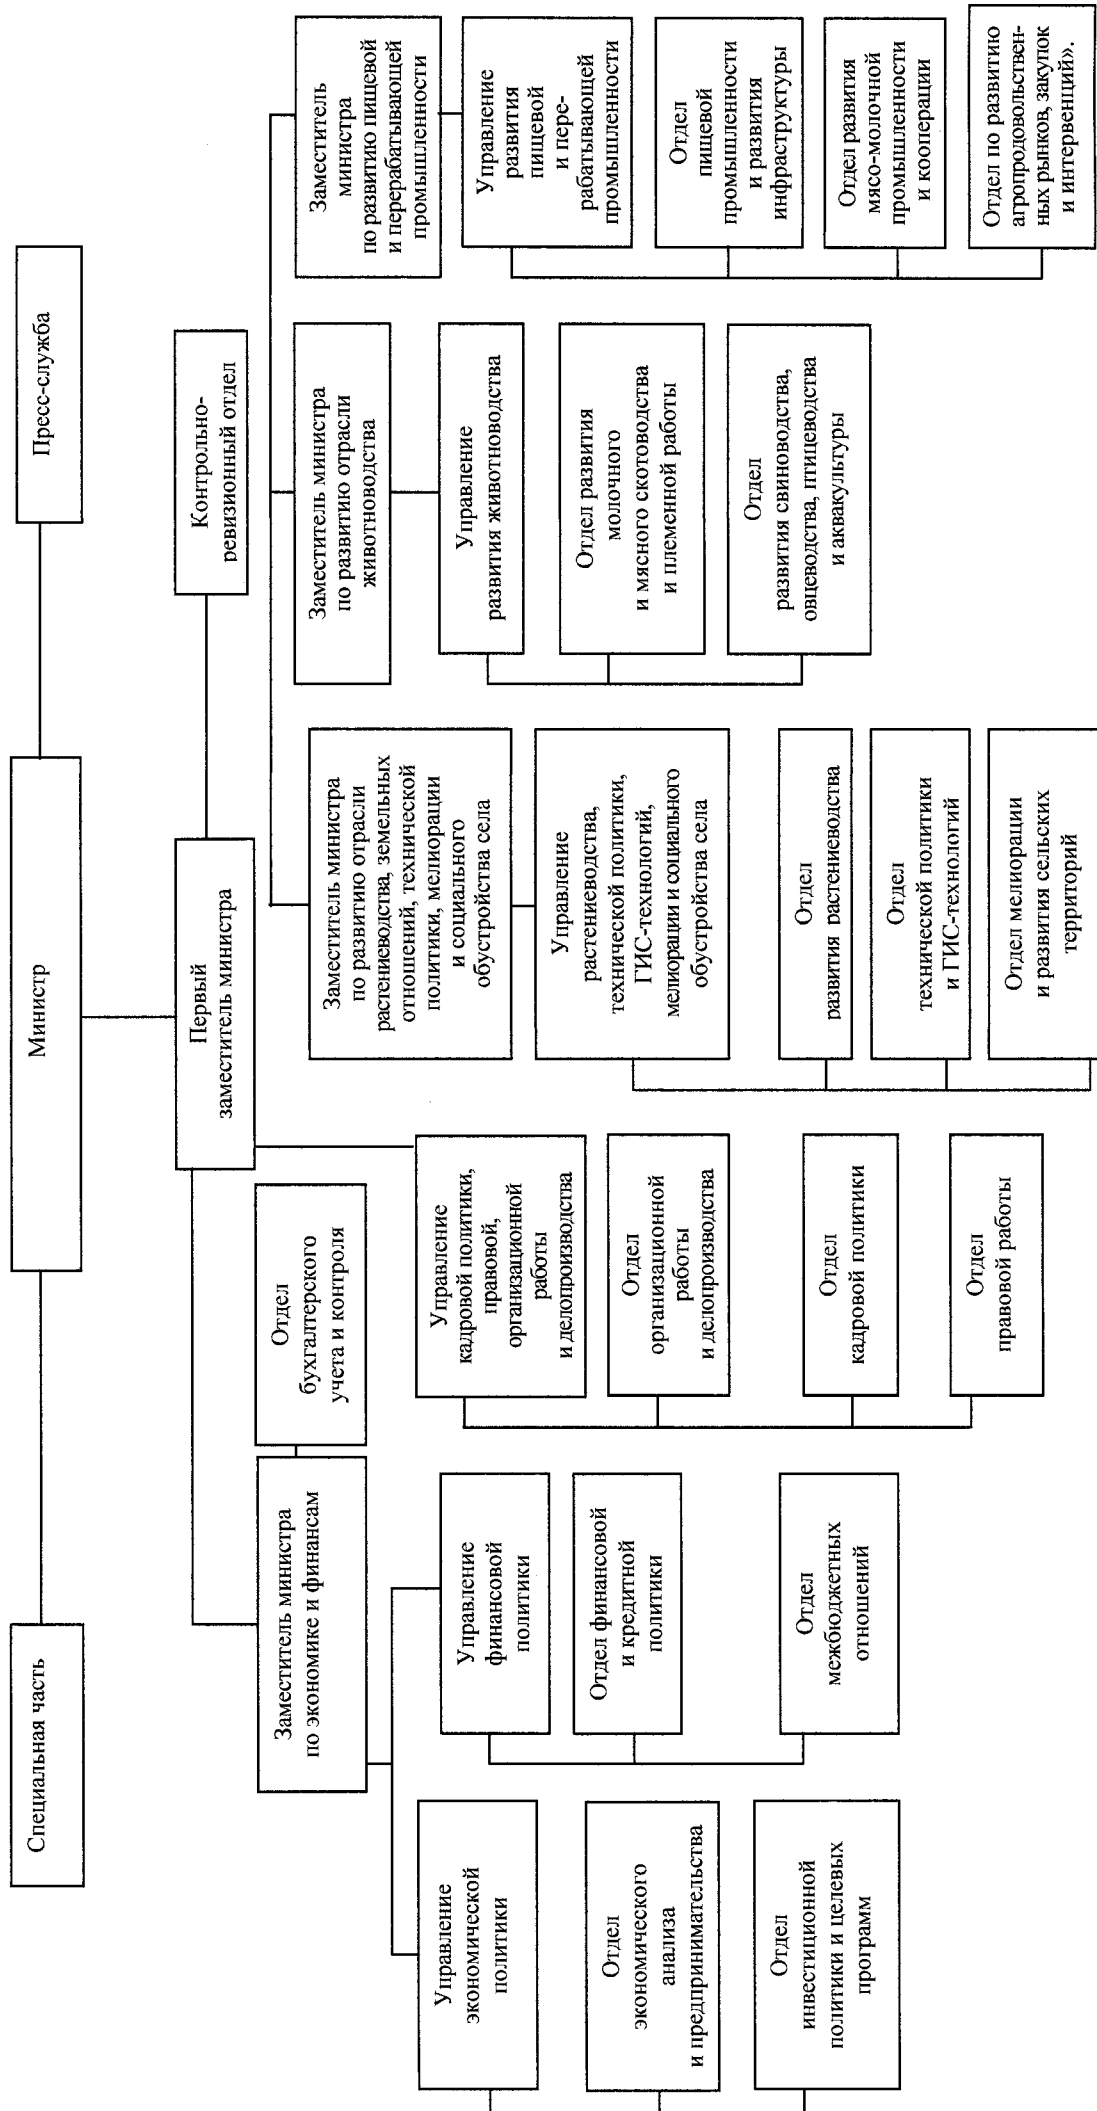 Специальная часть
Министр
Пресс-служба
Первый
заместитель министра
Контрольно-
ревизионный отдел
Заместитель министра
по экономике и финансам
Отдел
бухгалтерского
учета и контроля
Управление
экономической
политики
Отдел
экономического
анализа
и предпринимательства
Отдел
инвестиционной
политики и целевых
программ
Управление
финансовой
политики
Отдел финансовой
и кредитной
политики
Отдел
межбюджетных
отношений
Управление
кадровой политики,
правовой,
организационной
работы
и делопроизводства
Отдел
организационной
работы
и делопроизводства
Отдел
кадровой политики
Отдел
правовой работы
Заместитель министра
по развитию отрасли
растениеводства, земельных
отношений, технической
политики, мелиорации
и социального
обустройства села
Управление
растениеводства,
технической политики,
ГИС-технологий,
мелиорации и социального
обустройства села
Отдел
развития растениеводства
Отдел
технической политики
и ГИС-технологий
Отдел мелиорации
и развития сельских
территорий
Заместитель министра
по развитию отрасли
животноводства
Управление
развития животноводства
Отдел развития
молочного
и мясного скотоводства
и племенной работы
Отдел
развития свиноводства,
овцеводства, птицеводства
и аквакультуры
Заместитель
министра
по развитию пищевой
и перерабатывающей
промышленности
Управление
развития
пищевой
и пере-
рабатывающей
промышленности
Отдел
пищевой
промышленности
и развития
инфраструктуры
Отдел развития
мясо-молочной
промышленности
и кооперации
Отдел по развитию
агропродовольствен-
ных рынков, закупок
и интервенций».